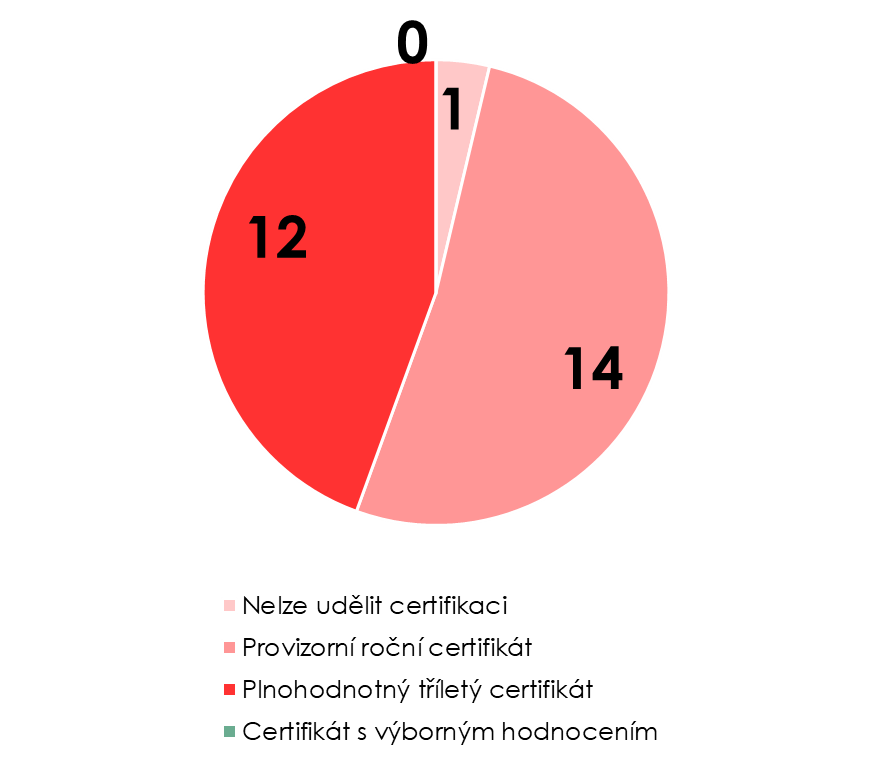 0
1
12
14
Nelze udělit certifikaci
Provizorní roční certifikát
Plnohodnotný tříletý certifikát
Certifikát s výborným hodnocením